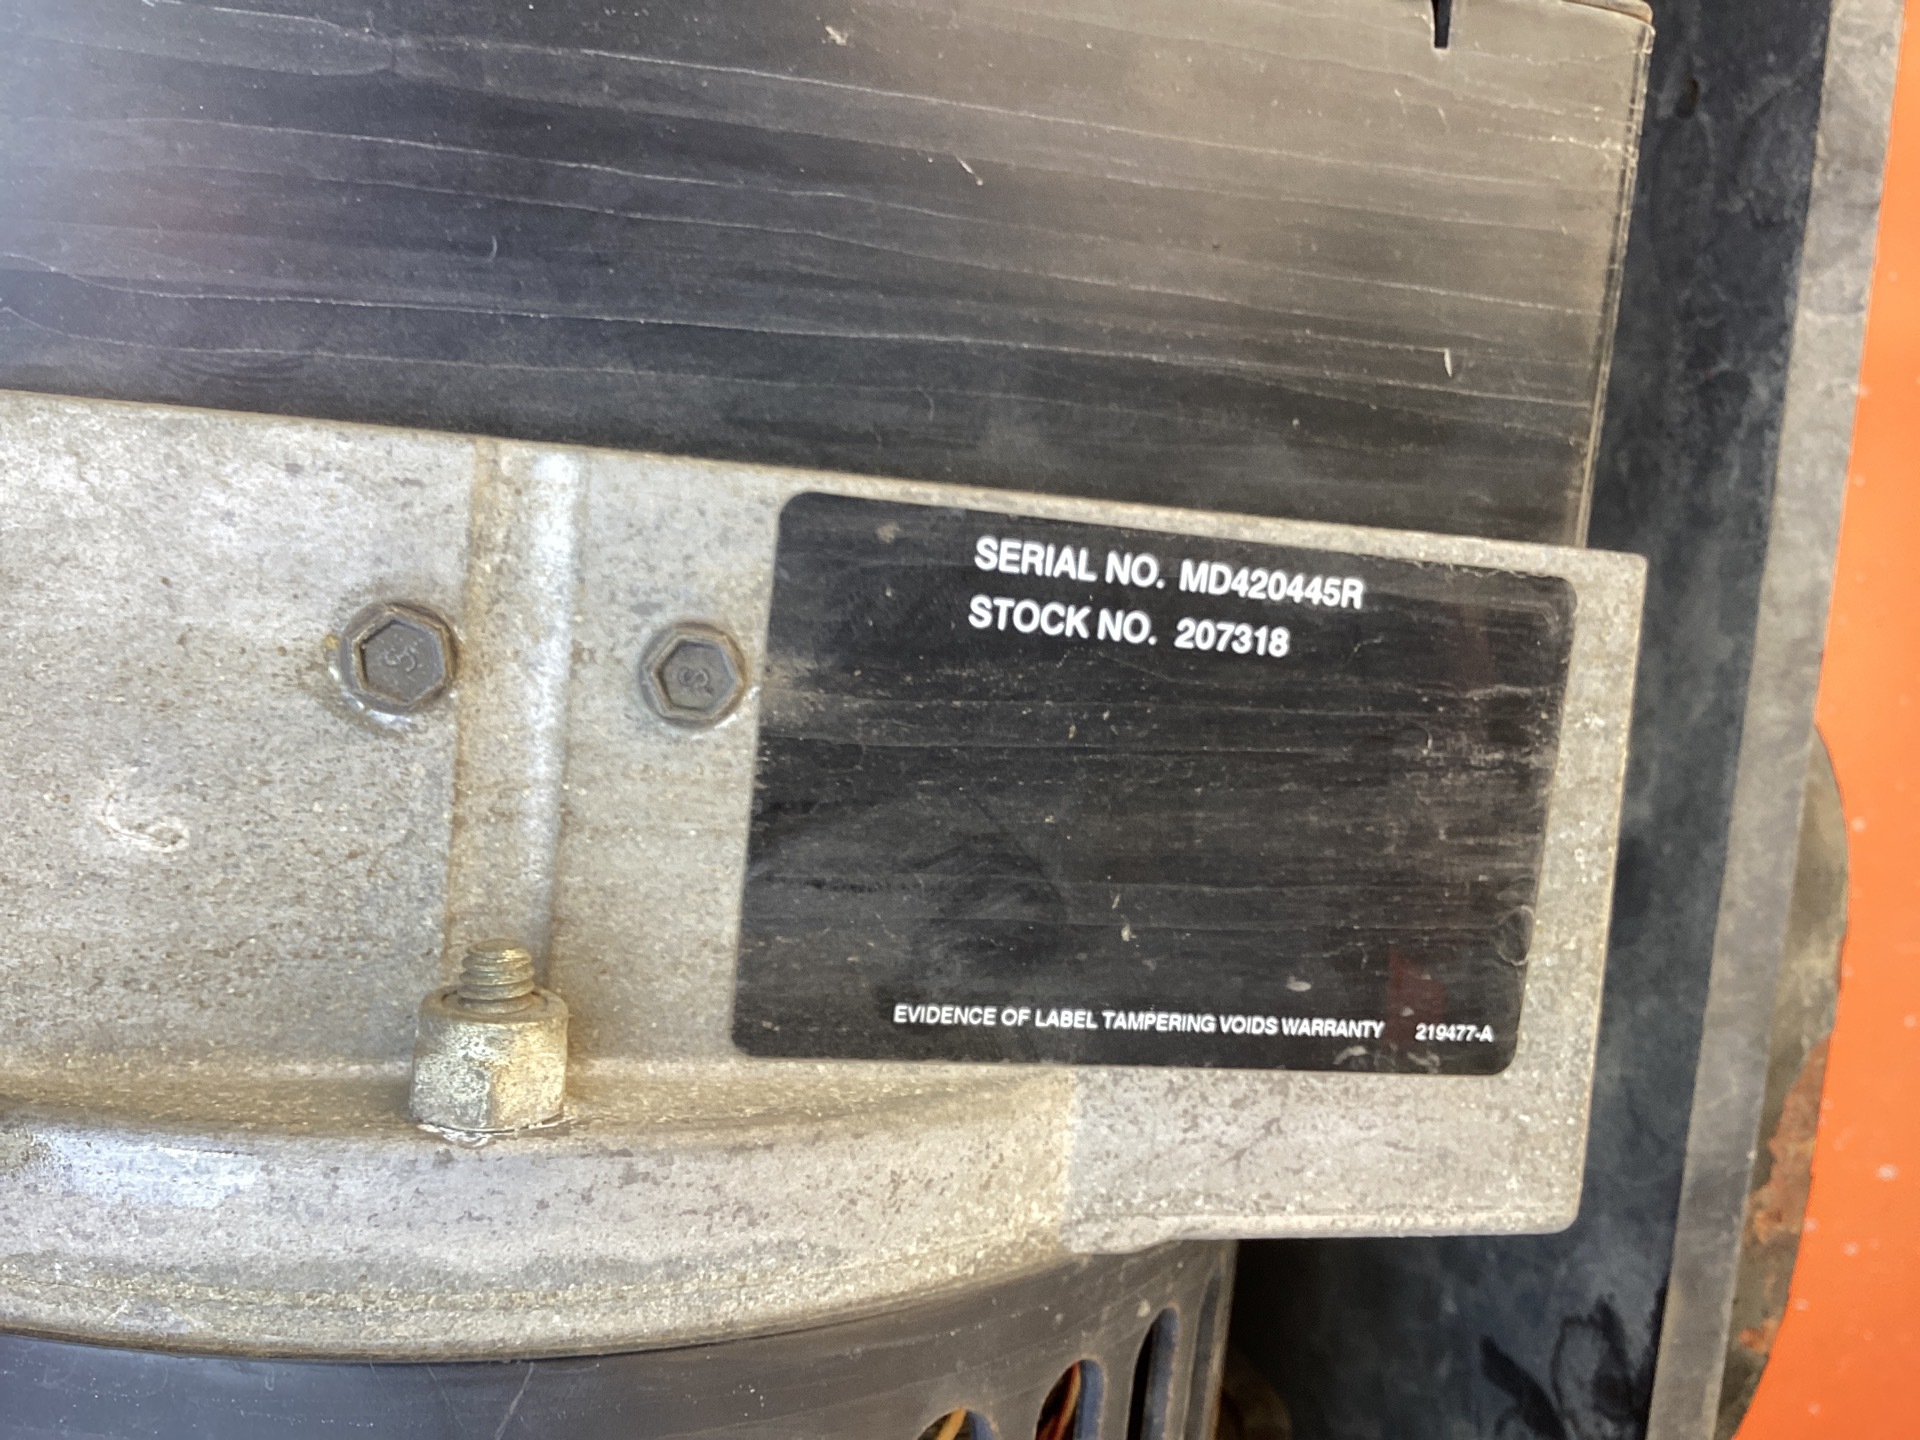 SERIAL NO. MD420445R
STOCK NO. 207318
EVIDENCE OF LABEL TAMPERING VOIDS WARRANTY 219477-A